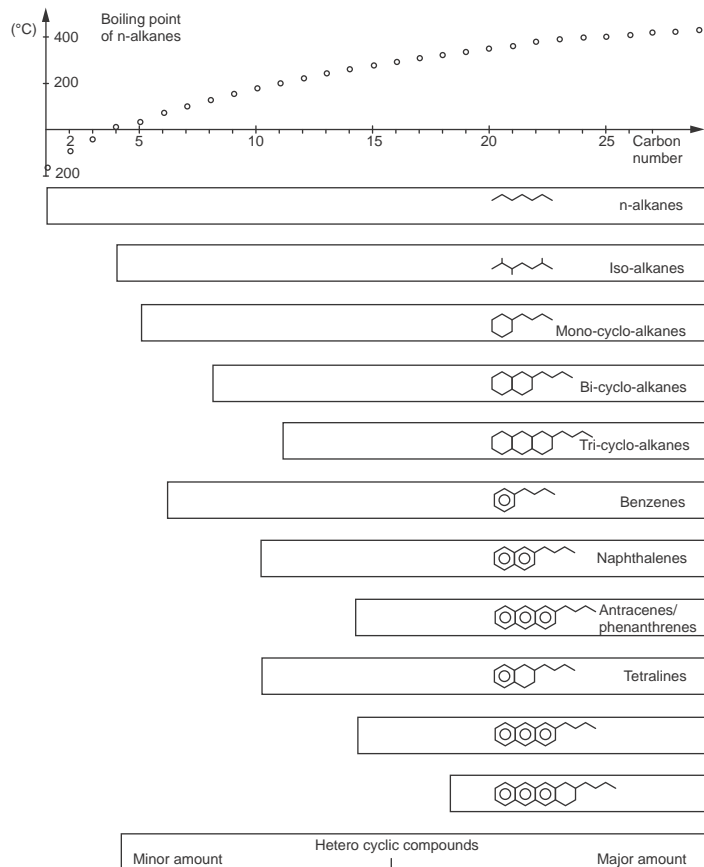 Boiling point
of n-alkanes
(°C)
400
200
2
5
10
15
20
25
Carbon
number
200
n-alkanes
Iso-alkanes
Mono-cyclo-alkanes
Bi-cyclo-alkanes
Tri-cyclo-alkanes
Benzenes
Naphthalenes
Antracenes/
phenanthrenes
Tetralines
Hetero cyclic compounds
Minor amount
Major amount